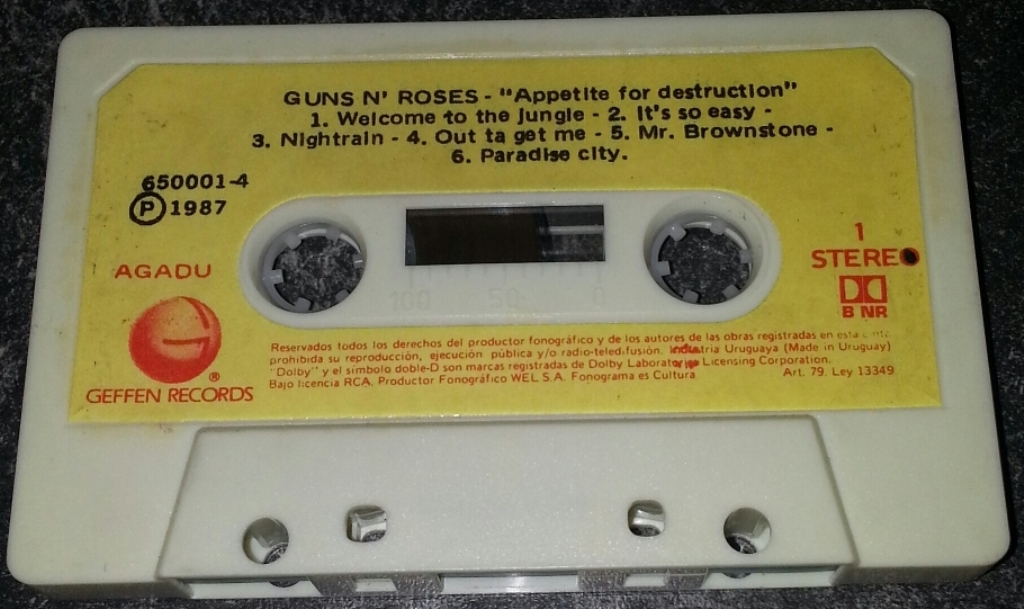 GUNS N' ROSES - "Appetite for destruction"
1. Welcome to the Jungle - 2. It's so easy -
3. Nightrain - 4. Out ta get me - 5. Mr. Brownstone -
6. Paradise city.
650001-4
Ⓟ 1987
AGADU
GEFFEN RECORDS
®
1
STEREO
B NR
100 50 0
Reservados todos los derechos del productor fonográfico y de los autores de las obras registradas en esta
prohibida su reproducción, ejecución pública y/o radio-teledifusión. Industria Uruguaya (Made in Uruguay)
"Dolby" y el símbolo doble-D son marcas registradas de Dolby Laboratories Licensing Corporation.
Bajo licencia RCA. Productor Fonográfico WEL S.A. Fonograma es Cultura Art. 79. Ley 13349